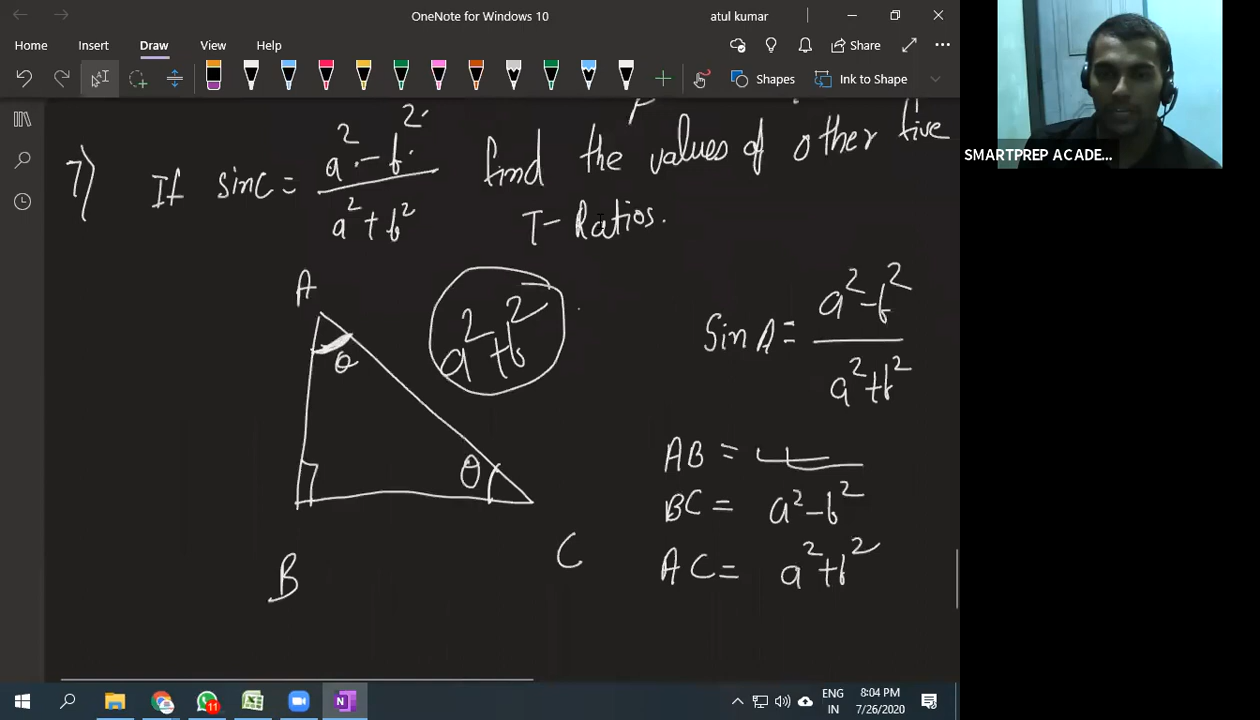 OneNote for Windows 10
atul kumar
Home Insert Draw View Help
Share
Shapes
Ink to Shape
SMARTPREP ACADE...
7) If sinC = a² - b² / a² + b² find the values of other five
T-Ratios.
A
a² + b²
θ
θ
B
C
Sin A = a² - b² / a² + b²
AB =
BC = a² - b²
AC = a² + b²
11
ENG
IN
8:04 PM
7/26/2020